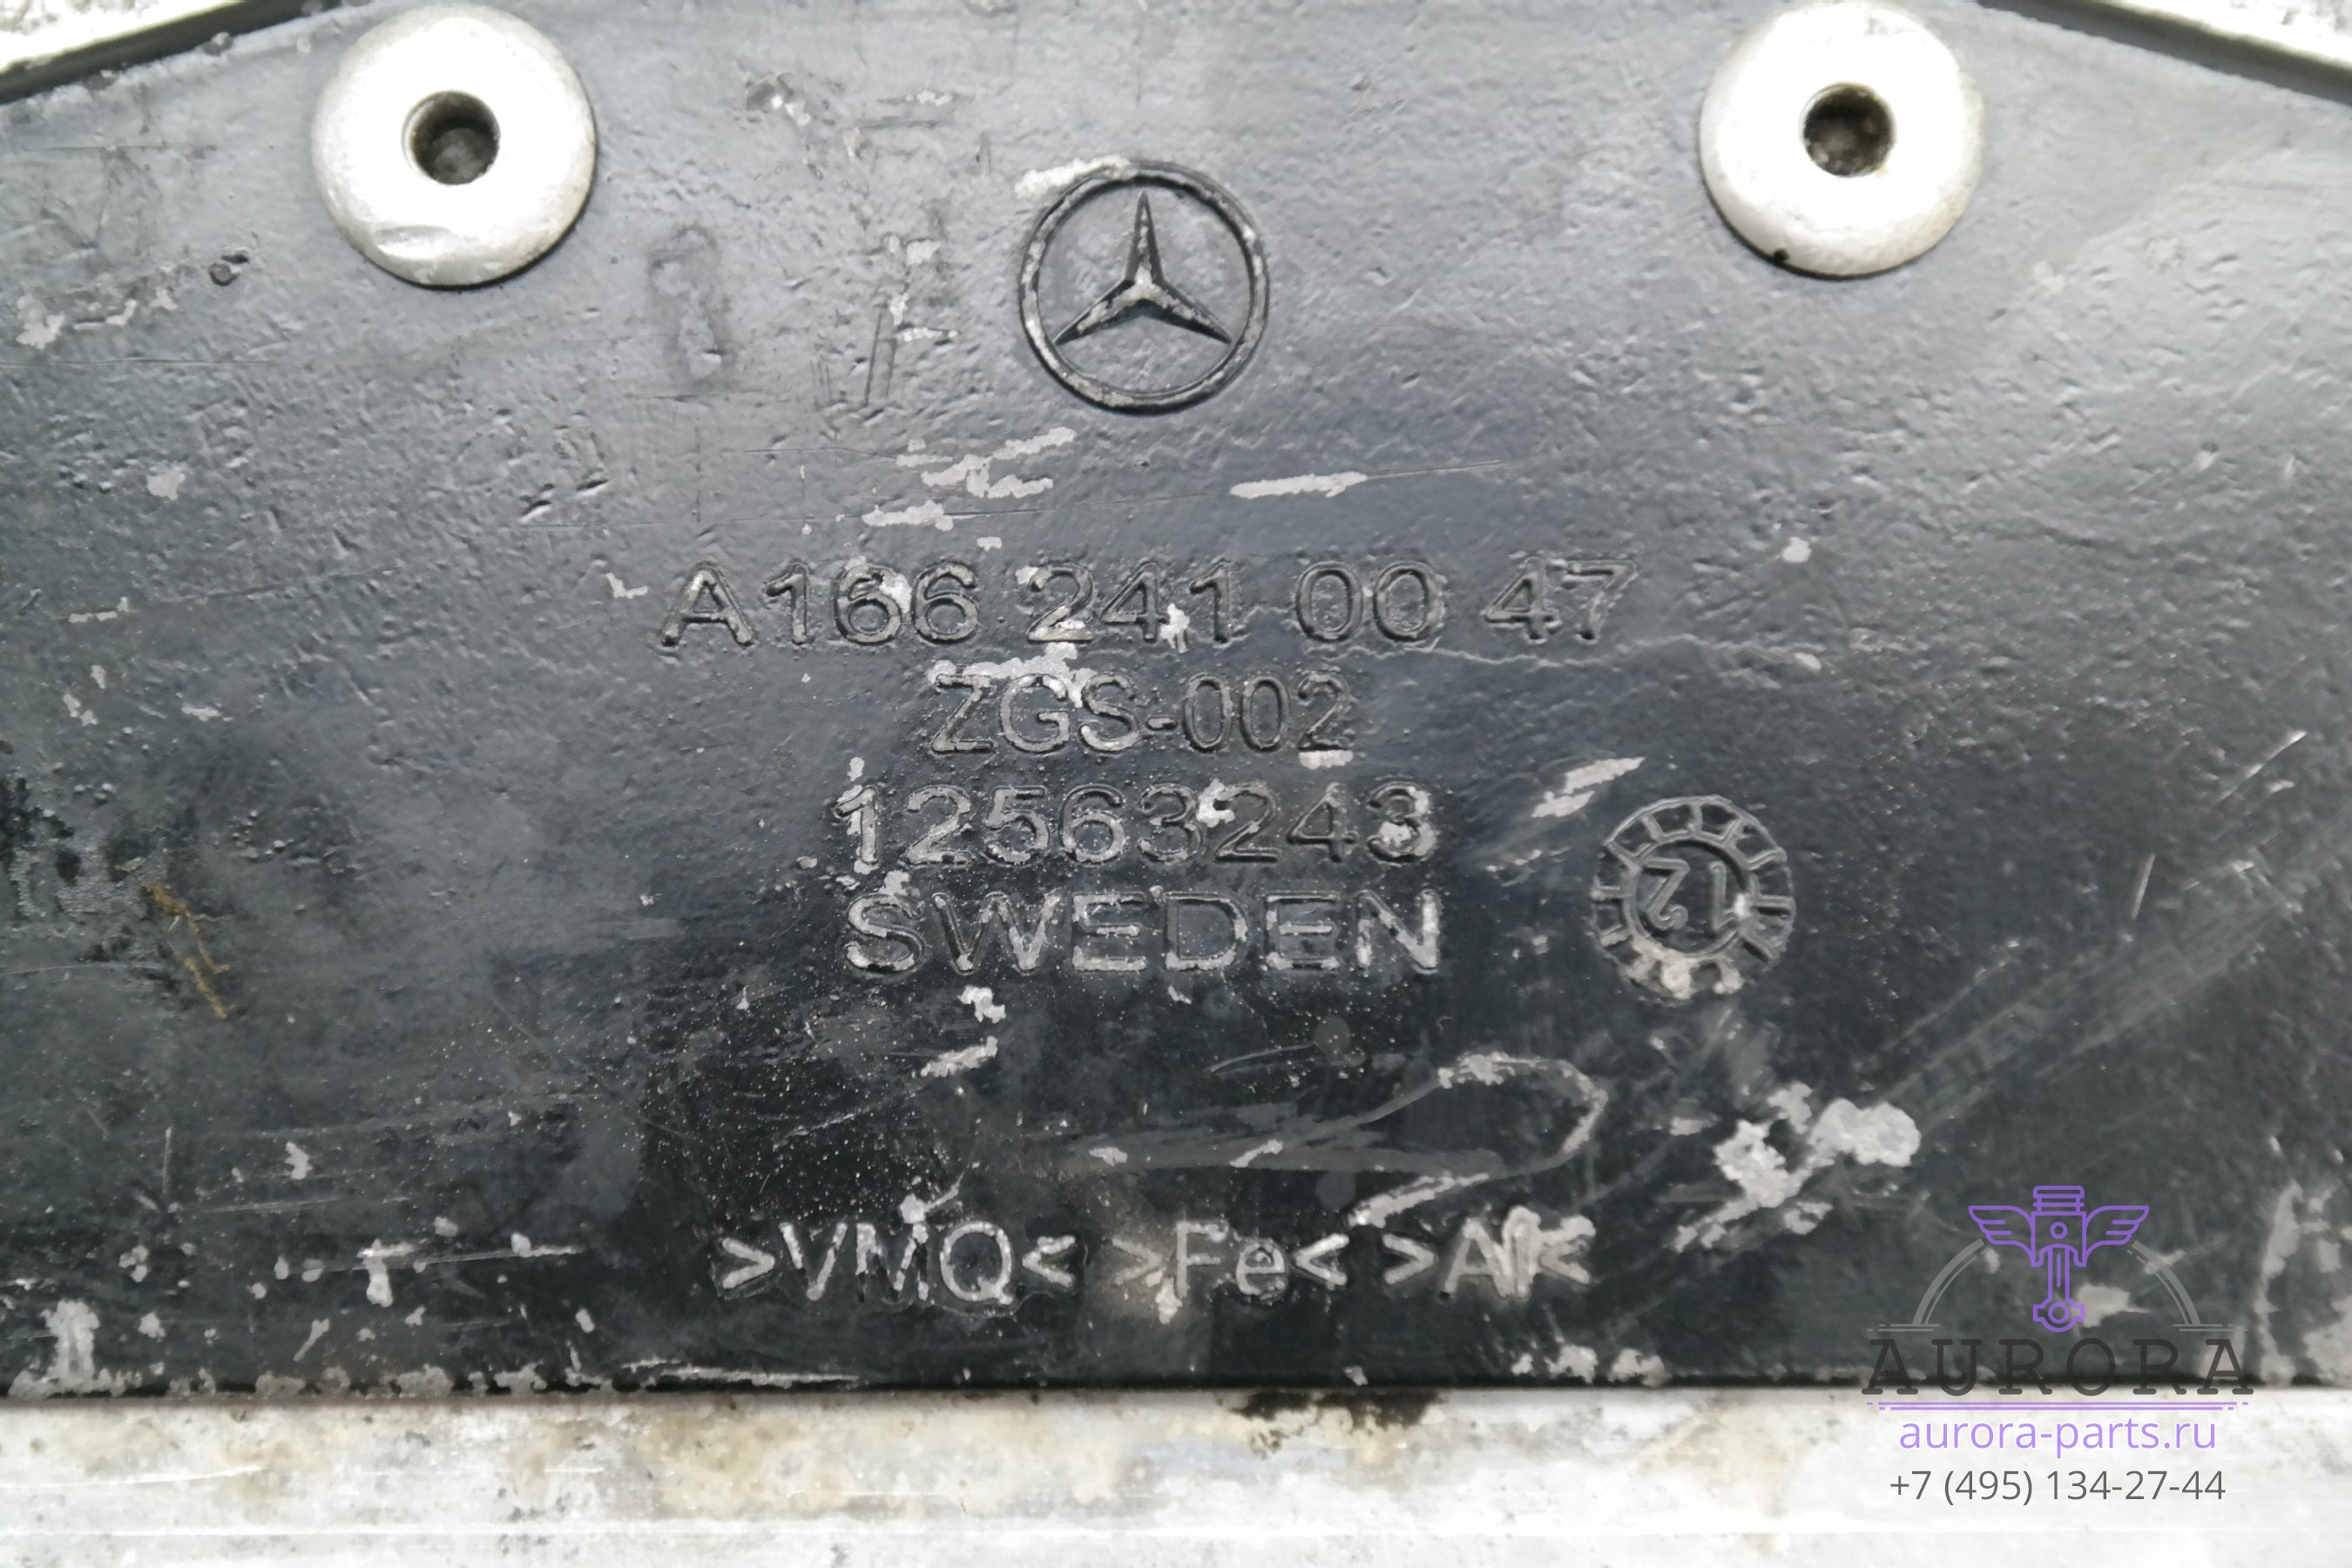 A166 241 00 47
ZGS-002
12563243
SWEDEN
12
>VMQ< >Fe< >Al<
AURORA
aurora-parts.ru
+7 (495) 134-27-44